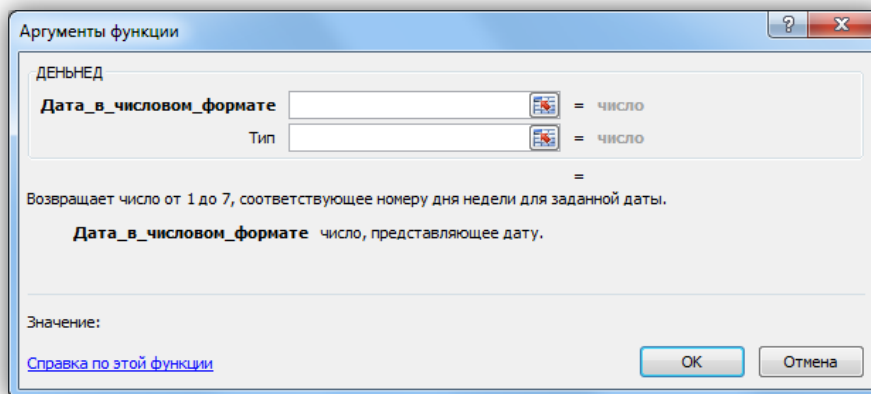 Аргументы функции
ДЕНЬНЕД
Дата_в_числовом_формате = число
Тип = число
=
Возвращает число от 1 до 7, соответствующее номеру дня недели для заданной даты.
Дата_в_числовом_формате число, представляющее дату.
Значение:
Справка по этой функции
ОК
Отмена